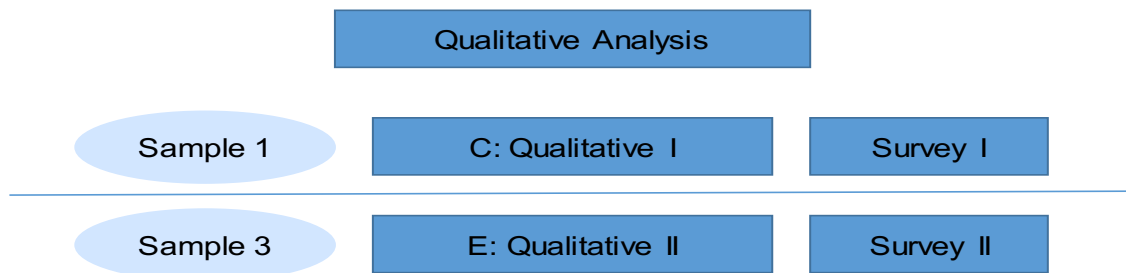 Qualitative Analysis
Sample 1 C: Qualitative I Survey I
Sample 3 E: Qualitative II Survey II